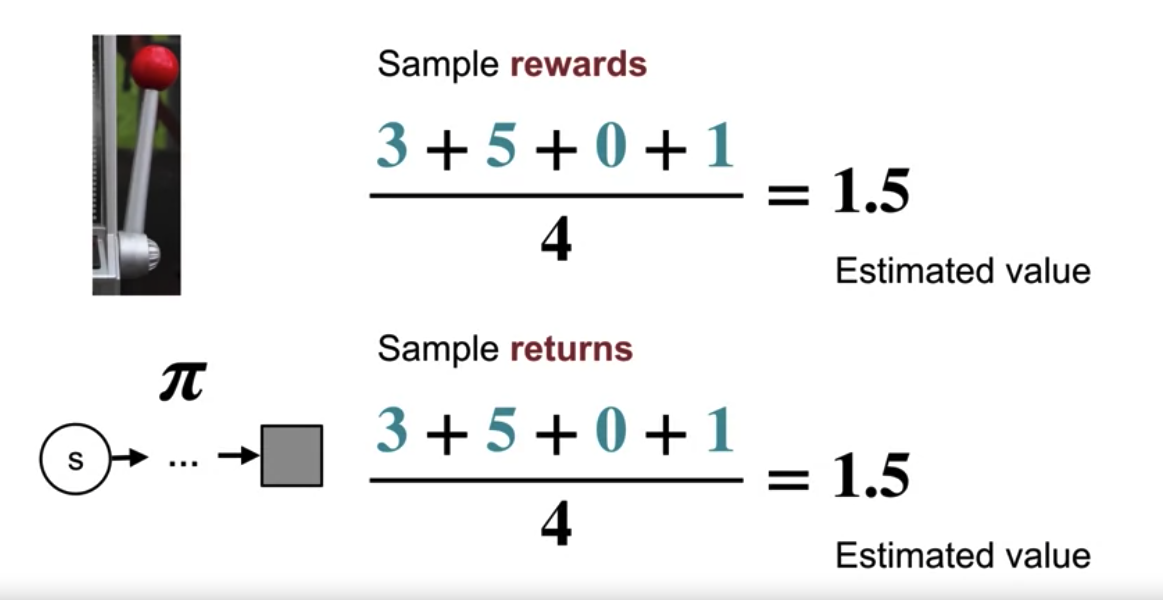 Sample rewards
3 + 5 + 0 + 1
4
= 1.5
Estimated value
Sample returns
π
s
...
3 + 5 + 0 + 1
4
= 1.5
Estimated value